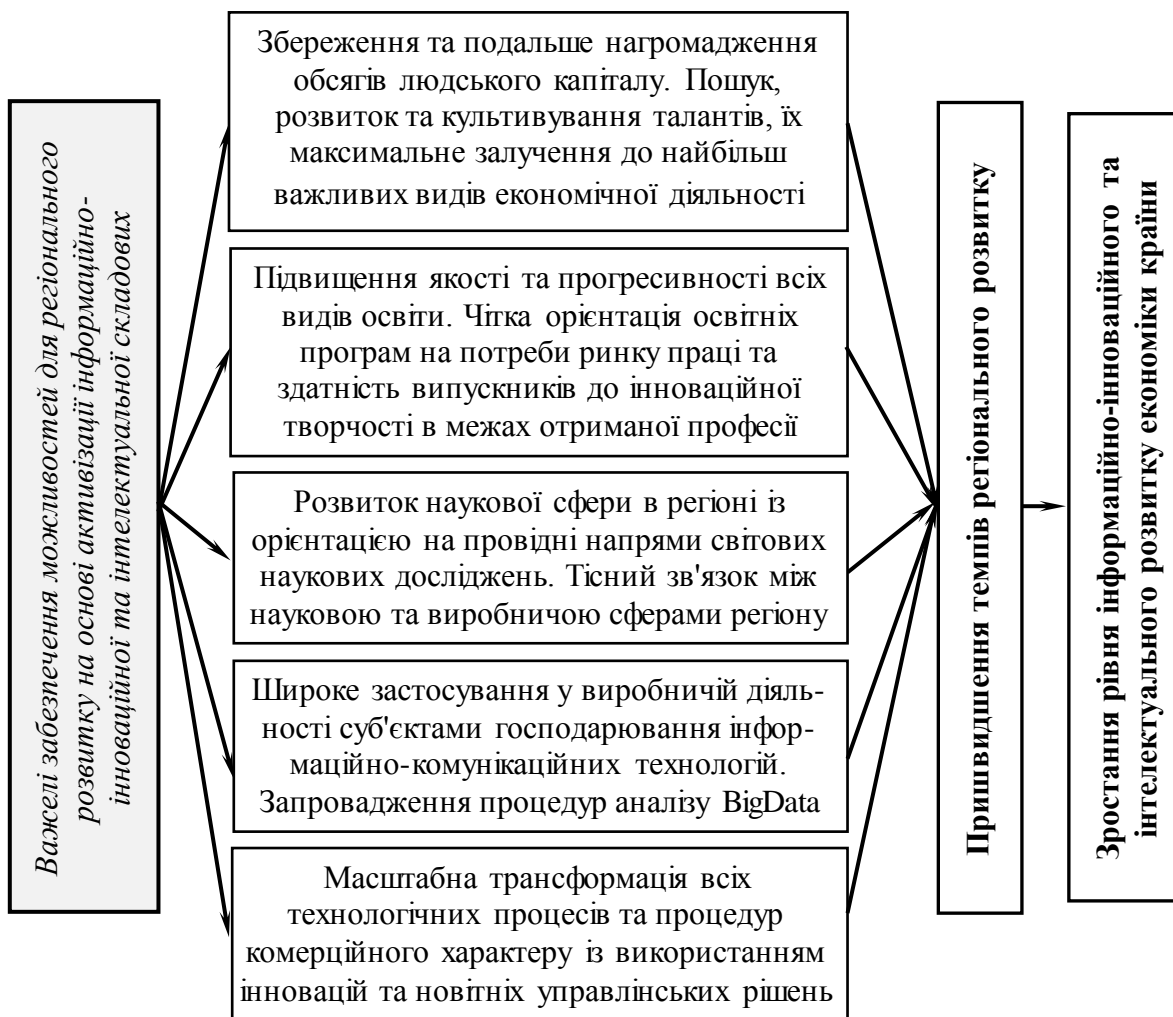 Важелі забезпечення можливостей для регіонального
розвитку на основі активізації інформаційно-
інноваційної та інтелектуальної складових
Збереження та подальше нагромадження
обсягів людського капіталу. Пошук,
розвиток та культивування талантів, їх
максимальне залучення до найбільш
важливих видів економічної діяльності
Підвищення якості та прогресивності всіх
видів освіти. Чітка орієнтація освітніх
програм на потреби ринку праці та
здатність випускників до інноваційної
творчості в межах отриманої професії
Розвиток наукової сфери в регіоні із
орієнтацією на провідні напрями світових
наукових досліджень. Тісний зв'язок між
науковою та виробничою сферами регіону
Широке застосування у виробничій діяль-
ності суб'єктами господарювання інфор-
маційно-комунікаційних технологій.
Запровадження процедур аналізу BigData
Масштабна трансформація всіх
технологічних процесів та процедур
комерційного характеру із використанням
інновацій та новітніх управлінських рішень
Пришвидшення темпів регіонального розвитку
Зростання рівня інформаційно-інноваційного та
інтелектуального розвитку економіки країни